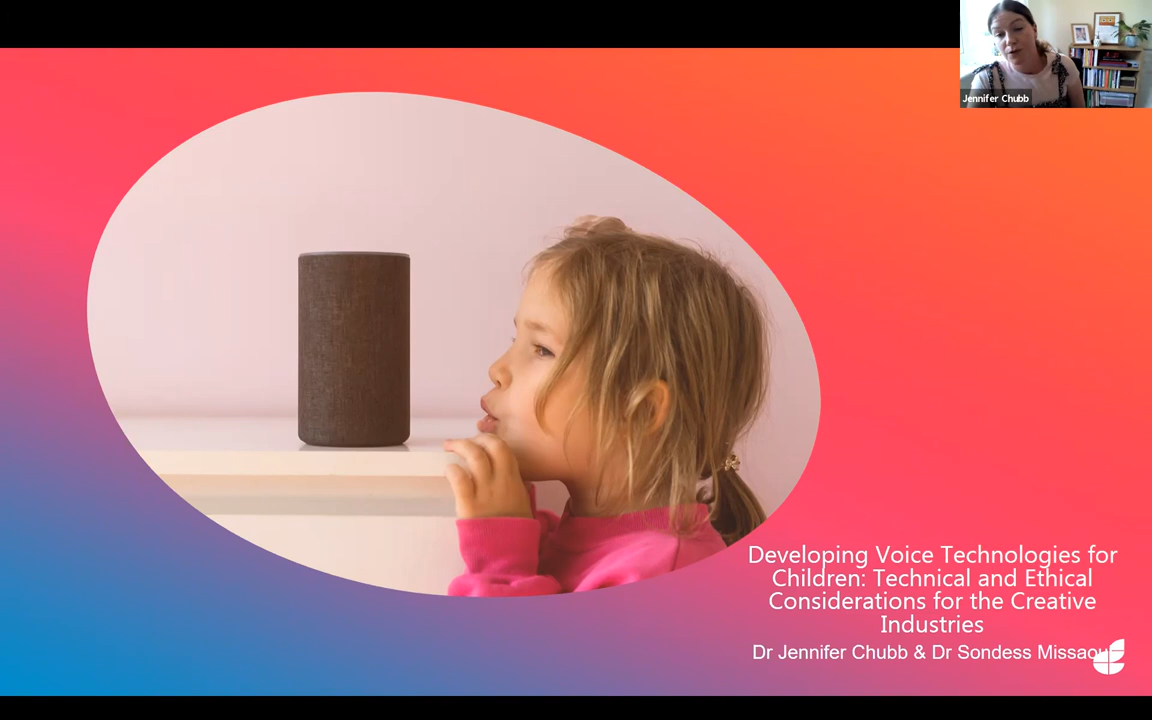 Jennifer Chubb
Developing Voice Technologies for
Children: Technical and Ethical
Considerations for the Creative
Industries
Dr Jennifer Chubb & Dr Sondess